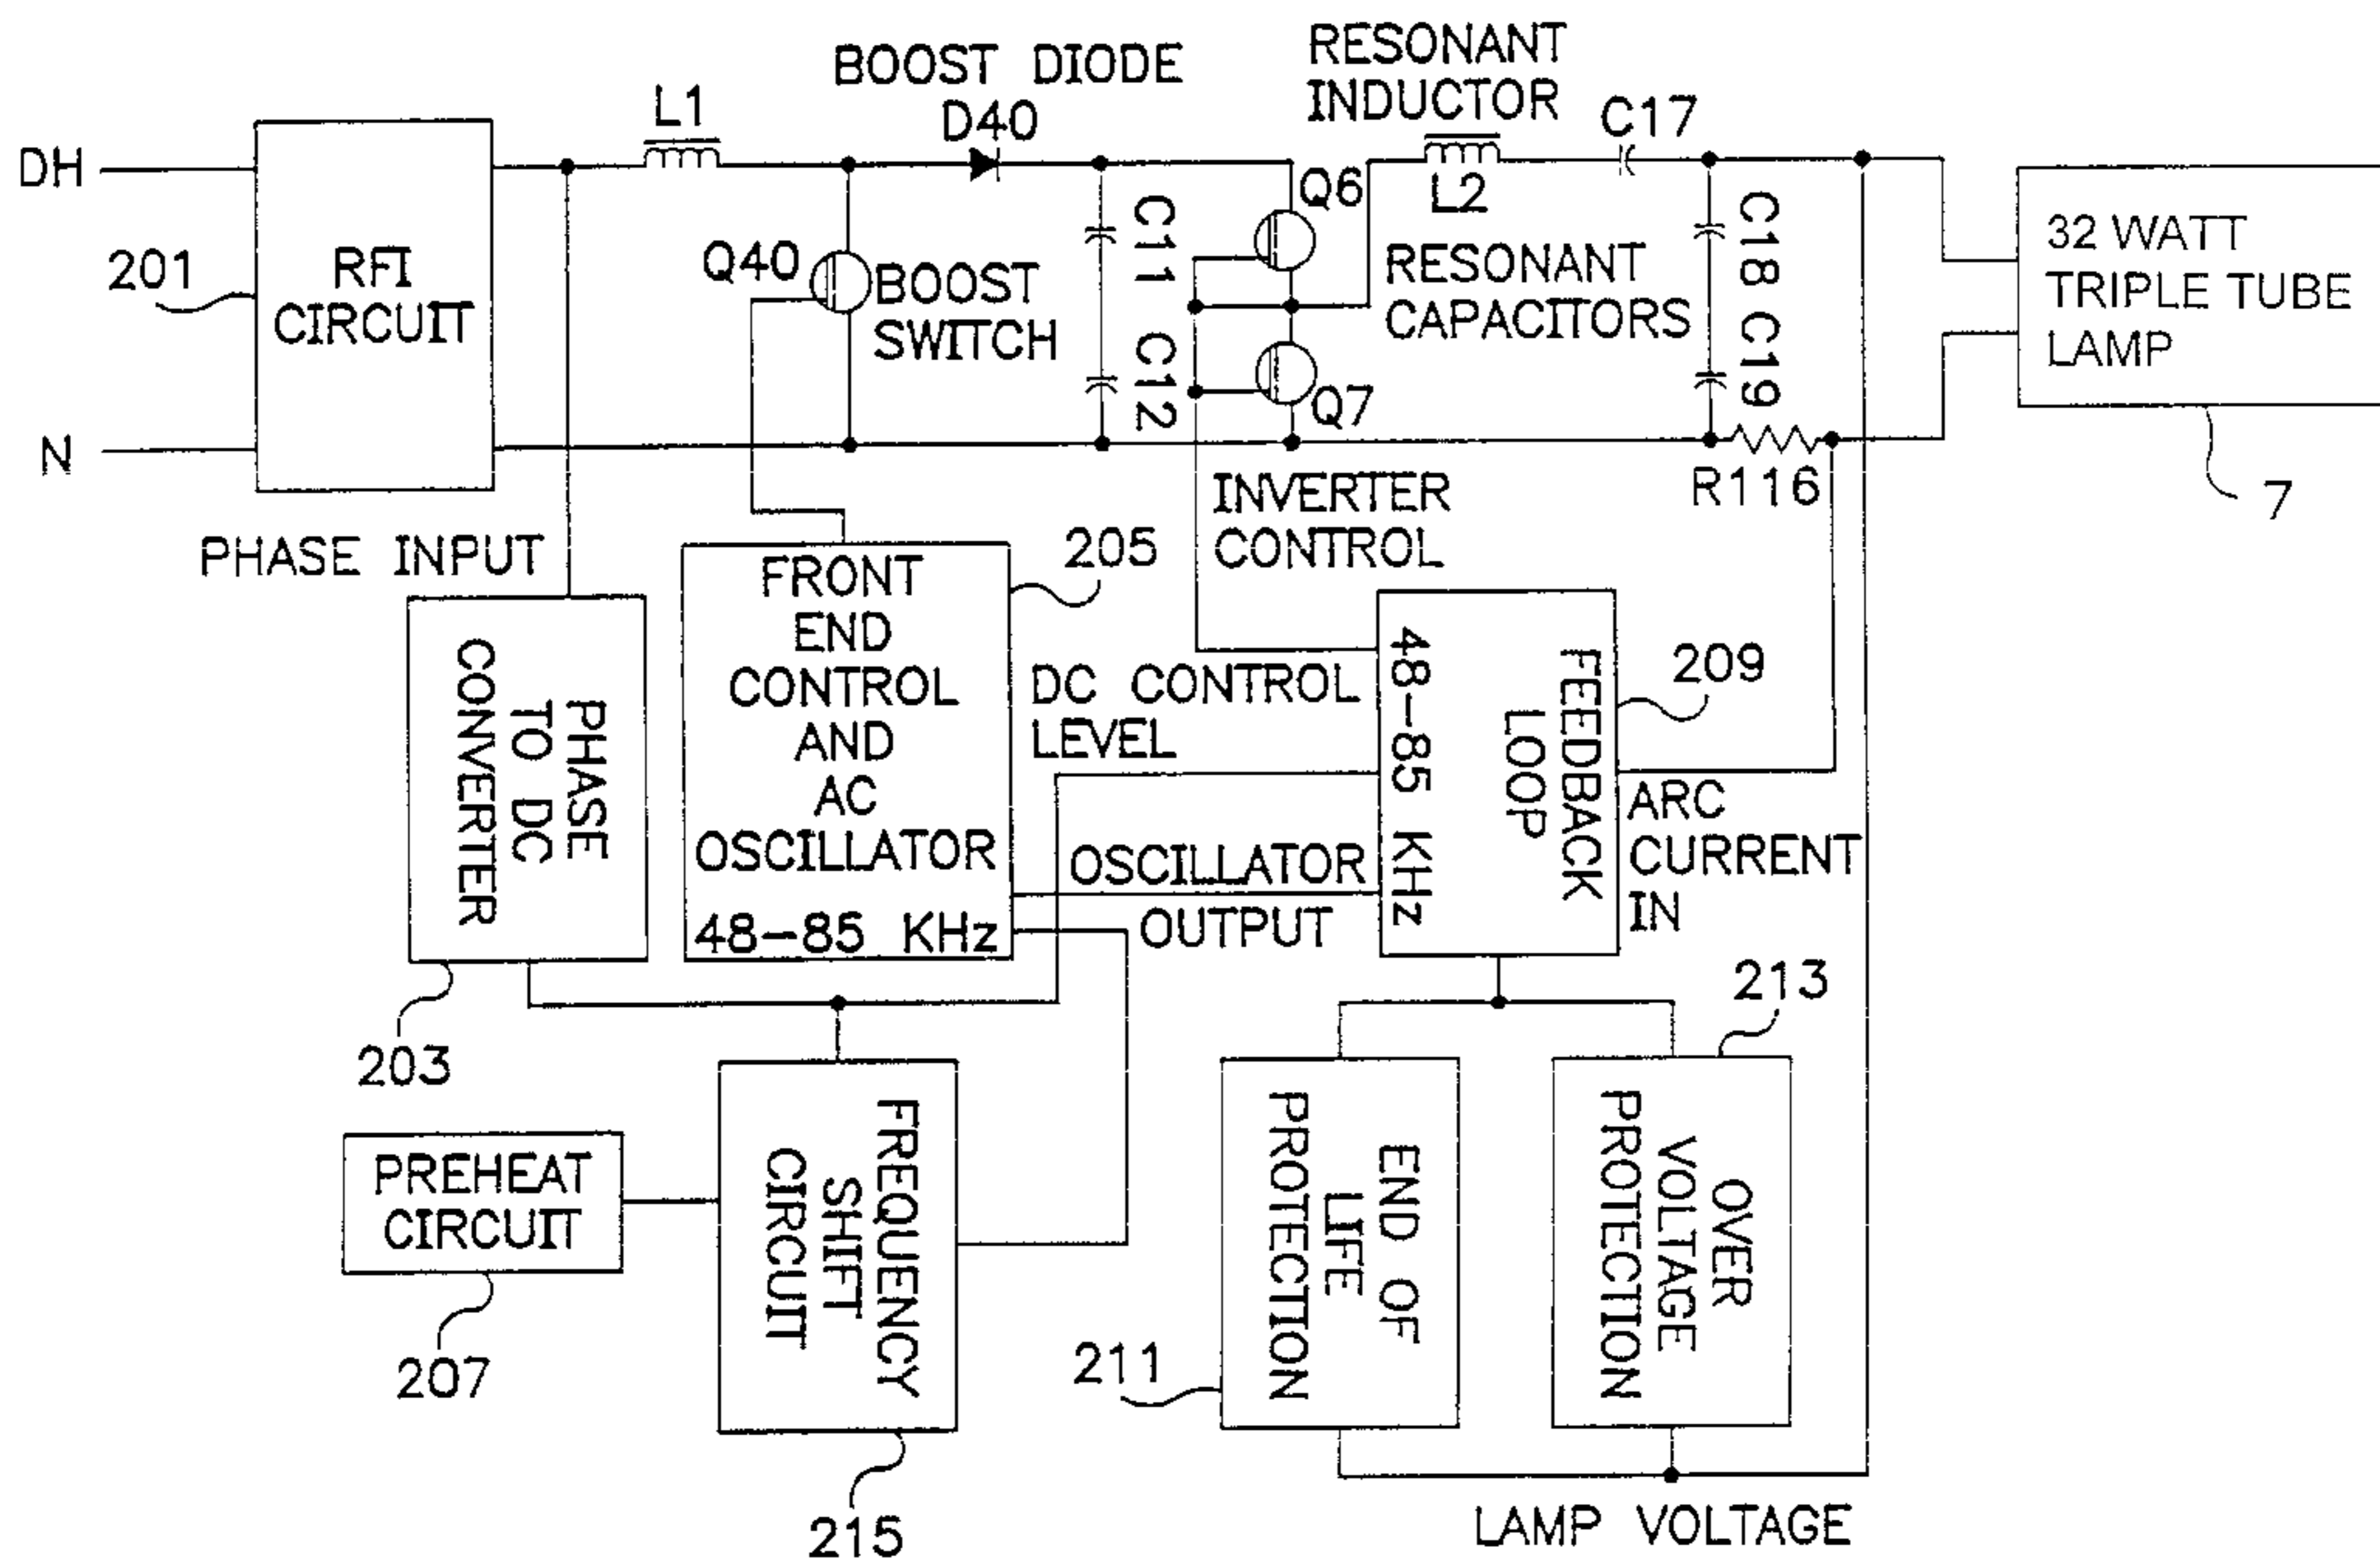 DH
N
201
RFI
CIRCUIT
L1
BOOST DIODE
D40
Q40
BOOST
SWITCH
C11
C12
Q6
Q7
RESONANT
INDUCTOR
L2
C17
RESONANT
CAPACITORS
C18
C19
R116
32 WATT
TRIPLE TUBE
LAMP
7
PHASE INPUT
PHASE
TO DC
CONVERTER
203
FRONT
END
CONTROL
AND
AC
OSCILLATOR
48-85 KHz
205
INVERTER
CONTROL
DC CONTROL
LEVEL
OSCILLATOR
OUTPUT
FEEDBACK
LOOP
48-85 KHz
209
ARC
CURRENT
IN
PREHEAT
CIRCUIT
207
FREQUENCY
SHIFT
CIRCUIT
215
END OF
LIFE
PROTECTION
211
OVER
VOLTAGE
PROTECTION
213
LAMP VOLTAGE